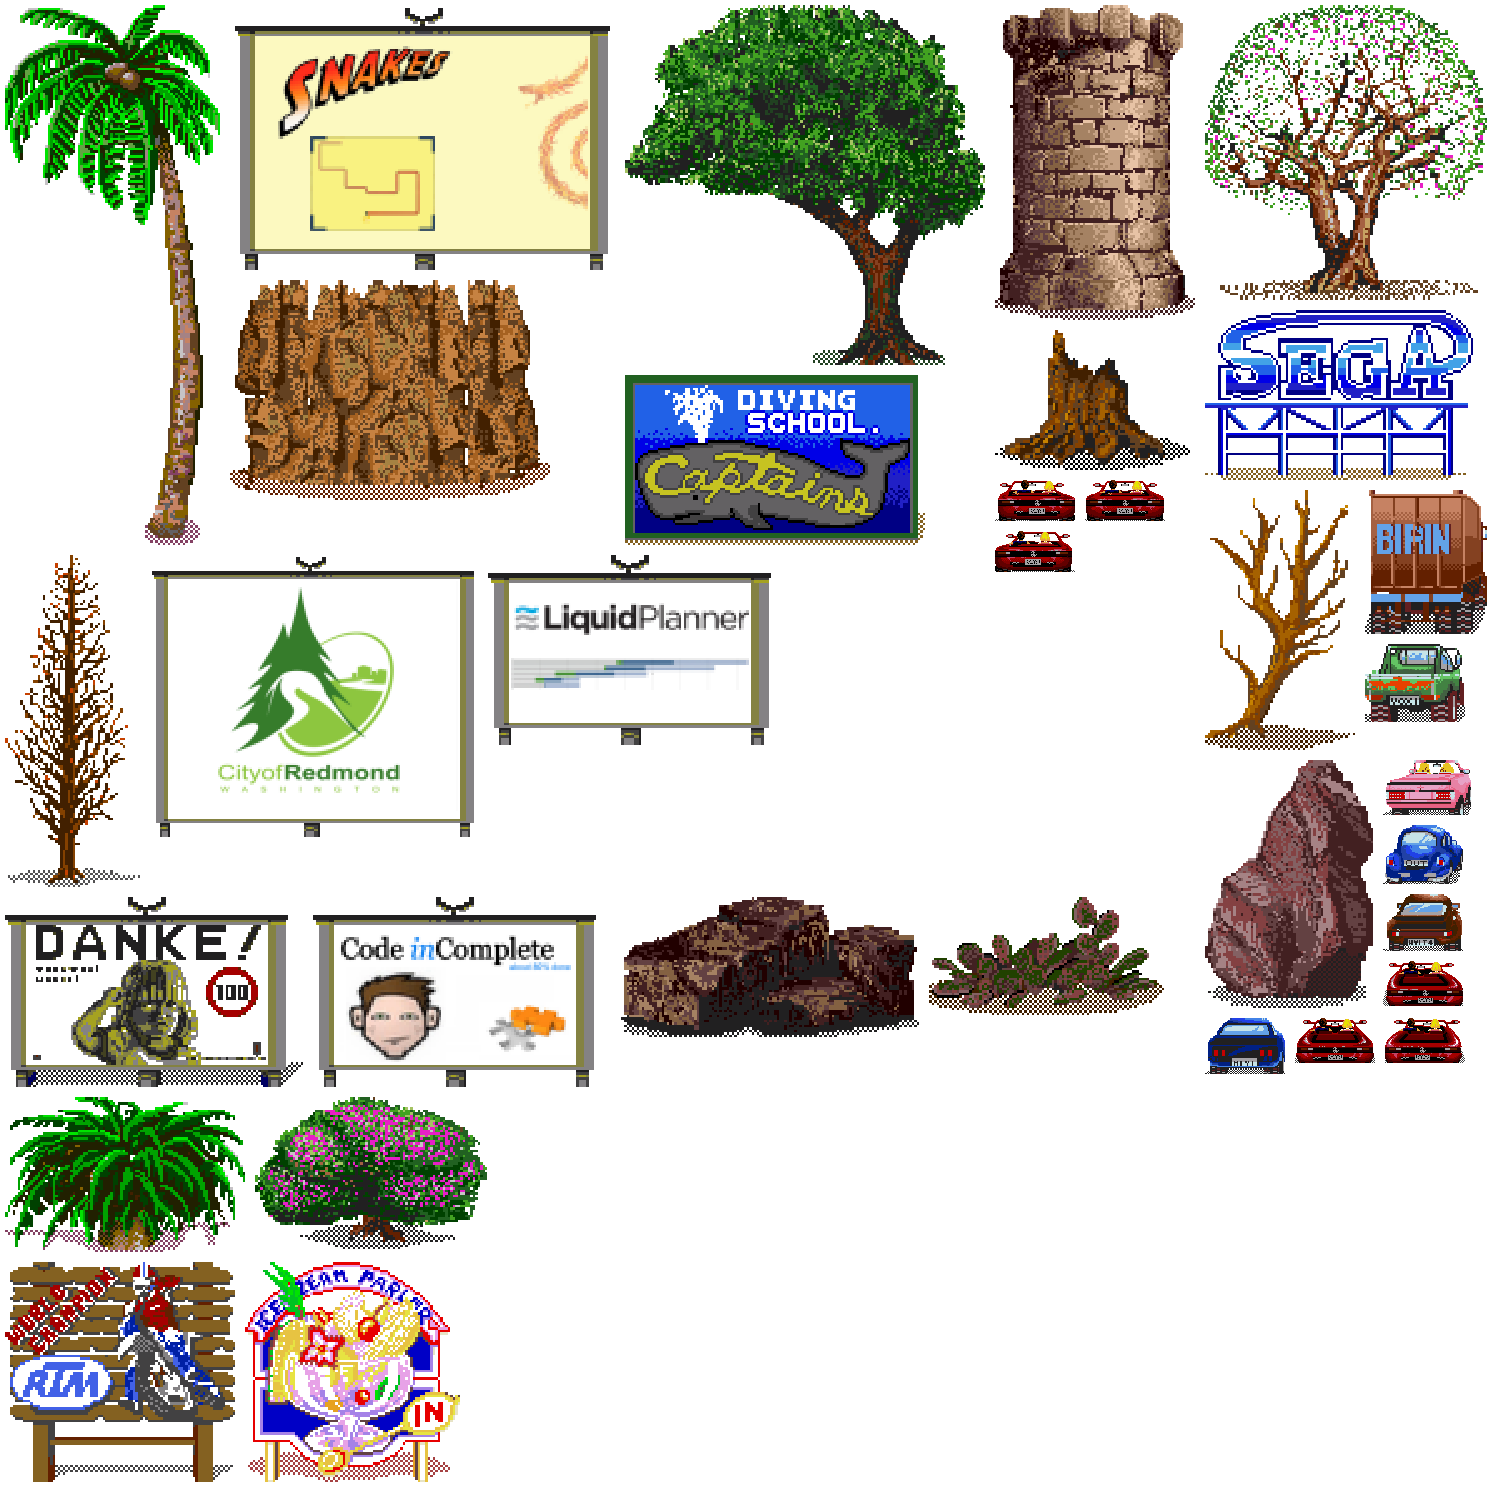 SNAKES
DIVING
SCHOOL.
Captains
SEGA
BIRIN
LiquidPlanner
CityofRedmond
WASHINGTON
DANKE!
100
Code inComplete
WORLD
CHAMPION
RTM
ICE CREAM PARLOR
IN